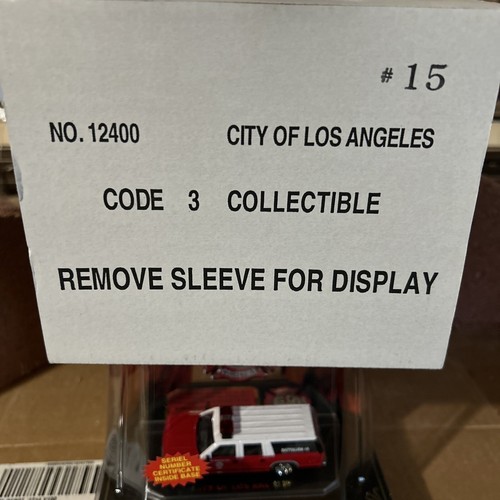 # 15
NO. 12400 CITY OF LOS ANGELES
CODE 3 COLLECTIBLE
REMOVE SLEEVE FOR DISPLAY
SERIAL
NUMBER
CERTIFICATE
INSIDE BASE